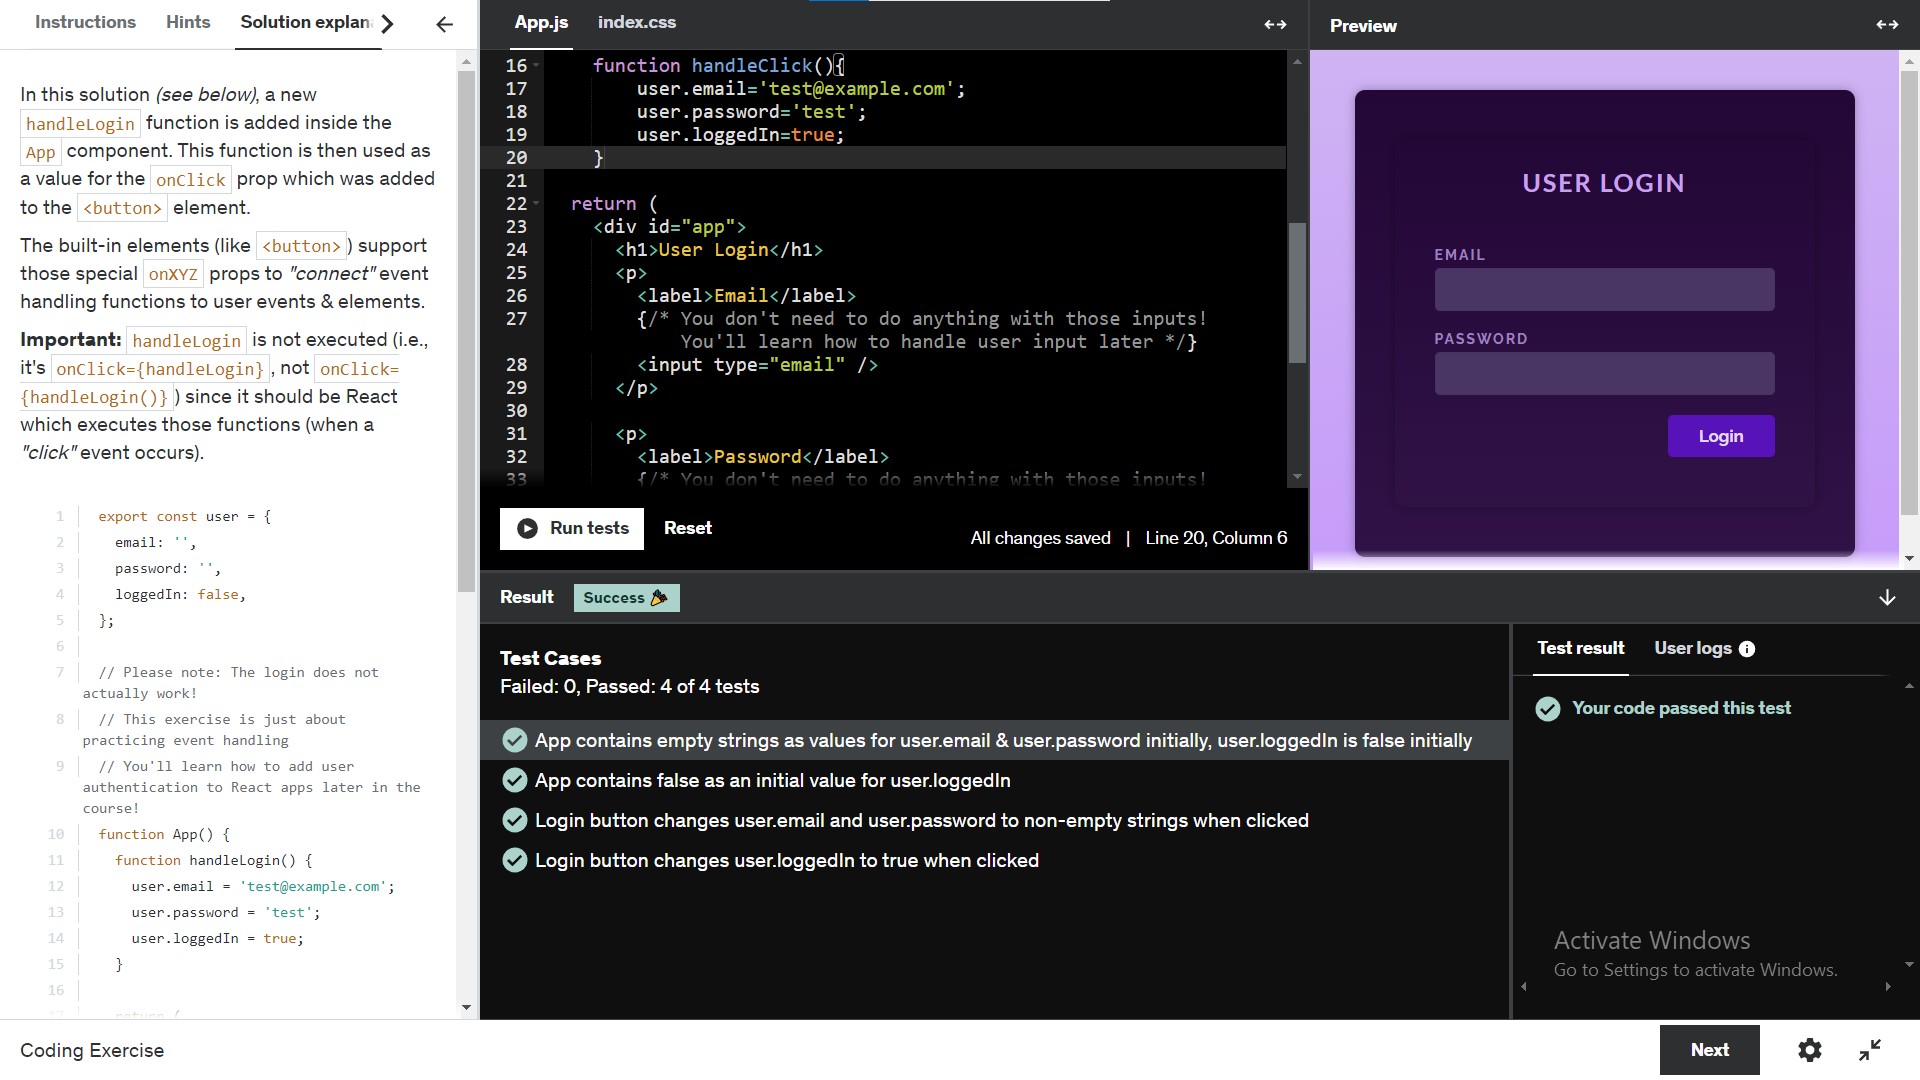 Instructions Hints Solution explan
In this solution (see below), a new
handleLogin function is added inside the
App component. This function is then used as
a value for the onClick prop which was added
to the <button> element.
The built-in elements (like <button>) support
those special onXYZ props to "connect" event
handling functions to user events & elements.
Important: handleLogin is not executed (i.e.,
it's onClick={handleLogin}, not onClick=
{handleLogin()}) since it should be React
which executes those functions (when a
"click" event occurs).
1 export const user = {
2 email: '',
3 password: '',
4 loggedIn: false,
5 };
6
7 // Please note: The login does not
actually work!
8 // This exercise is just about
practicing event handling
9 // You'll learn how to add user
authentication to React apps later in the
course!
10 function App() {
11 function handleLogin() {
12 user.email = 'test@example.com';
13 user.password = 'test';
14 user.loggedIn = true;
15 }
16
17 return (
App.js index.css
16 function handleClick(){
17 user.email='test@example.com';
18 user.password='test';
19 user.loggedIn=true;
20 }
21
22 return (
23 <div id="app">
24 <h1>User Login</h1>
25 <p>
26 <label>Email</label>
27 {/* You don't need to do anything with those inputs!
You'll learn how to handle user input later */}
28 <input type="email" />
29 </p>
30
31 <p>
32 <label>Password</label>
33 {/* You don't need to do anything with those inputs!
Run tests Reset All changes saved | Line 20, Column 6
Preview
USER LOGIN
EMAIL
PASSWORD
Login
Result Success
Test Cases
Failed: 0, Passed: 4 of 4 tests
App contains empty strings as values for user.email & user.password initially, user.loggedIn is false initially
App contains false as an initial value for user.loggedIn
Login button changes user.email and user.password to non-empty strings when clicked
Login button changes user.loggedIn to true when clicked
Test result User logs
Your code passed this test
Activate Windows
Go to Settings to activate Windows.
Coding Exercise
Next